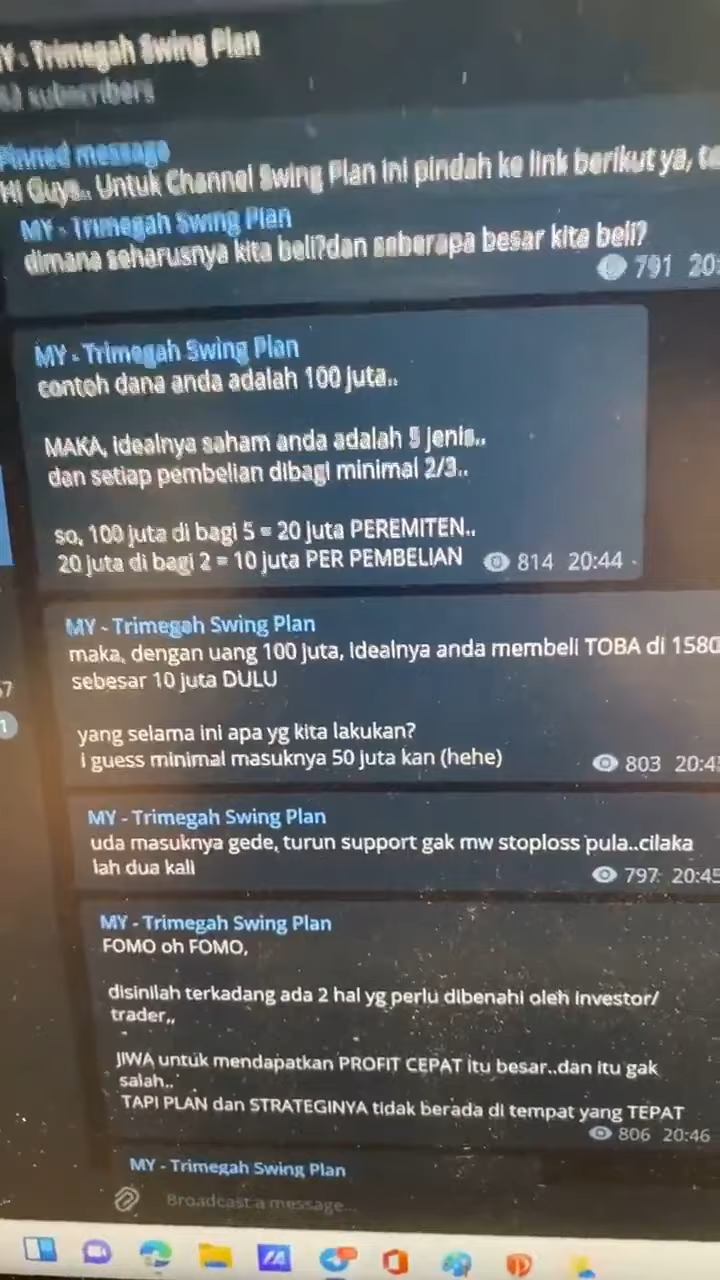 MY - Trimegah Swing Plan
subscribers
Pinned message
Hi Guys.. Untuk Channel Swing Plan ini pindah ke link berikut ya,
MY - Trimegah Swing Plan
dimana seharusnya kita beli?dan seberapa besar kita beli?
791 20:
MY - Trimegah Swing Plan
contoh dana anda adalah 100 juta..
MAKA, idealnya saham anda adalah 5 jenis..
dan setiap pembelian dibagi minimal 2/3..
so, 100 juta di bagi 5 = 20 juta PEREMITEN..
20 juta di bagi 2 = 10 juta PER PEMBELIAN 814 20:44
MY - Trimegah Swing Plan
maka, dengan uang 100 juta, idealnya anda membeli TOBA di 1580
sebesar 10 juta DULU
yang selama ini apa yg kita lakukan?
i guess minimal masuknya 50 juta kan (hehe) 803 20:4
MY - Trimegah Swing Plan
uda masuknya gede, turun support gak mw stoploss pula..cilaka
lah dua kali
797 20:45
MY - Trimegah Swing Plan
FOMO oh FOMO,
disinilah terkadang ada 2 hal yg perlu dibenahi oleh investor/
trader,,
JIWA untuk mendapatkan PROFIT CEPAT itu besar..dan itu gak
salah..
TAPI PLAN dan STRATEGINYA tidak berada di tempat yang TEPAT
806 20:46
MY - Trimegah Swing Plan
Broadcast a message...